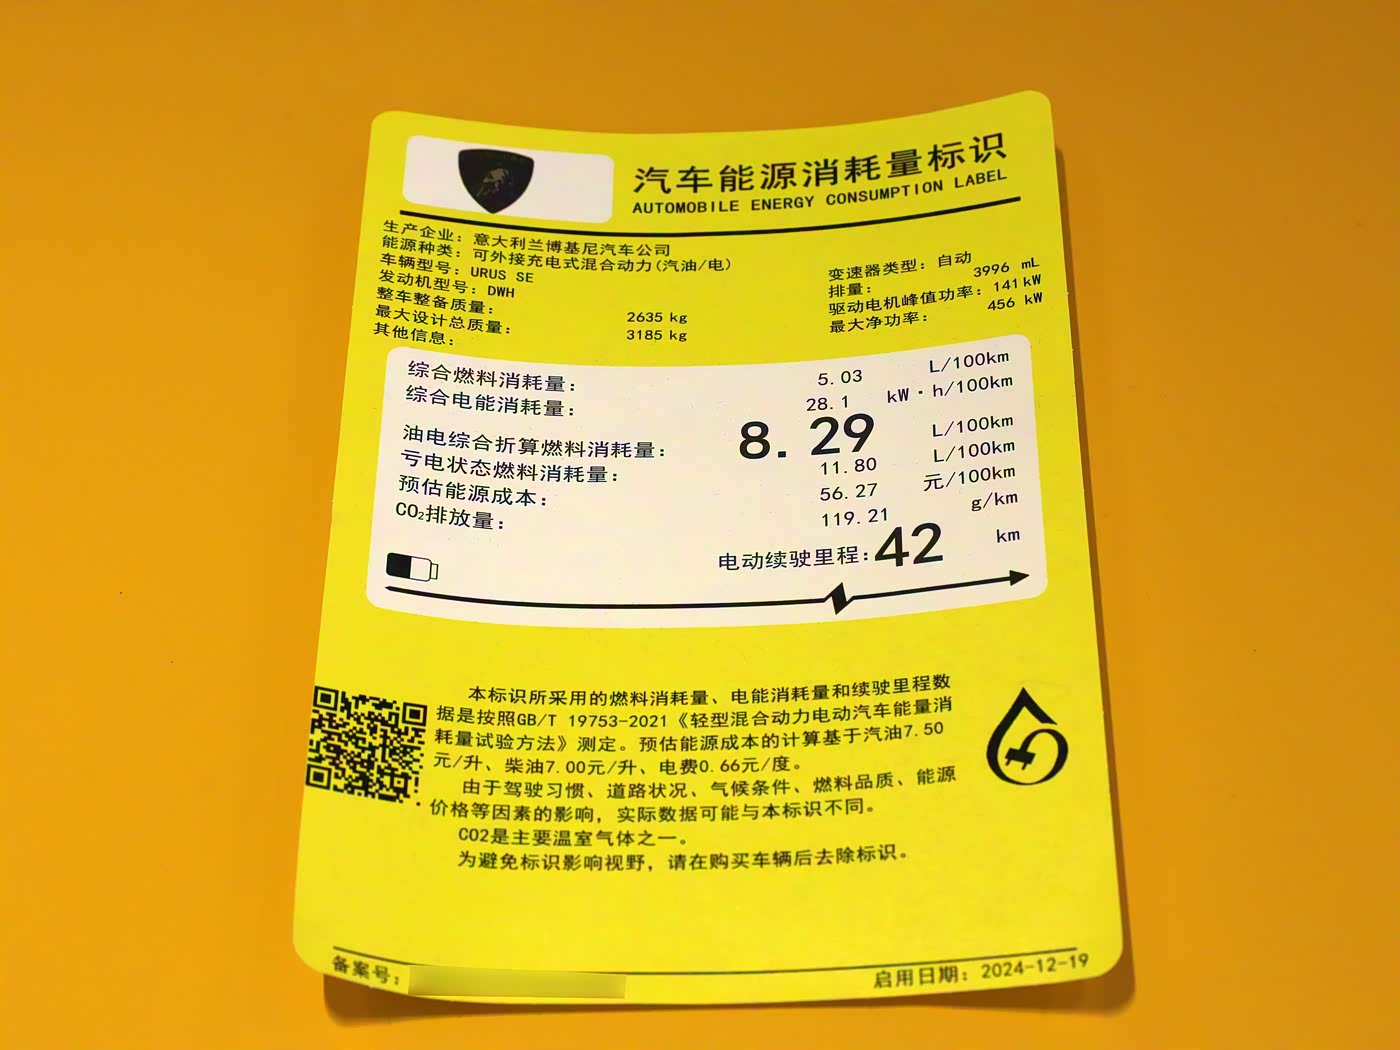 汽车能源消耗量标识
AUTOMOBILE ENERGY CONSUMPTION LABEL
生产企业：意大利兰博基尼汽车公司
能源种类：可外接充电式混合动力(汽油/电)
车辆型号：URUS SE
发动机型号：DWH
整车整备质量： 2635 kg
最大设计总质量： 3185 kg
其他信息：
变速器类型：自动
排量： 3996 mL
驱动电机峰值功率：141 kW
最大净功率： 456 kW
综合燃料消耗量： 5.03 L/100km
综合电能消耗量： 28.1 kW·h/100km
油电综合折算燃料消耗量： 8.29 L/100km
亏电状态燃料消耗量： 11.80 L/100km
预估能源成本： 56.27 元/100km
CO₂排放量： 119.21 g/km
电动续驶里程：42 km
本标识所采用的燃料消耗量、电能消耗量和续驶里程数
据是按照GB/T 19753-2021《轻型混合动力电动汽车能量消
耗量试验方法》测定。预估能源成本的计算基于汽油7.50
元/升、柴油7.00元/升、电费0.66元/度。
由于驾驶习惯、道路状况、气候条件、燃料品质、能源
价格等因素的影响，实际数据可能与本标识不同。
CO2是主要温室气体之一。
为避免标识影响视野，请在购买车辆后去除标识。
备案号：
启用日期：2024-12-19